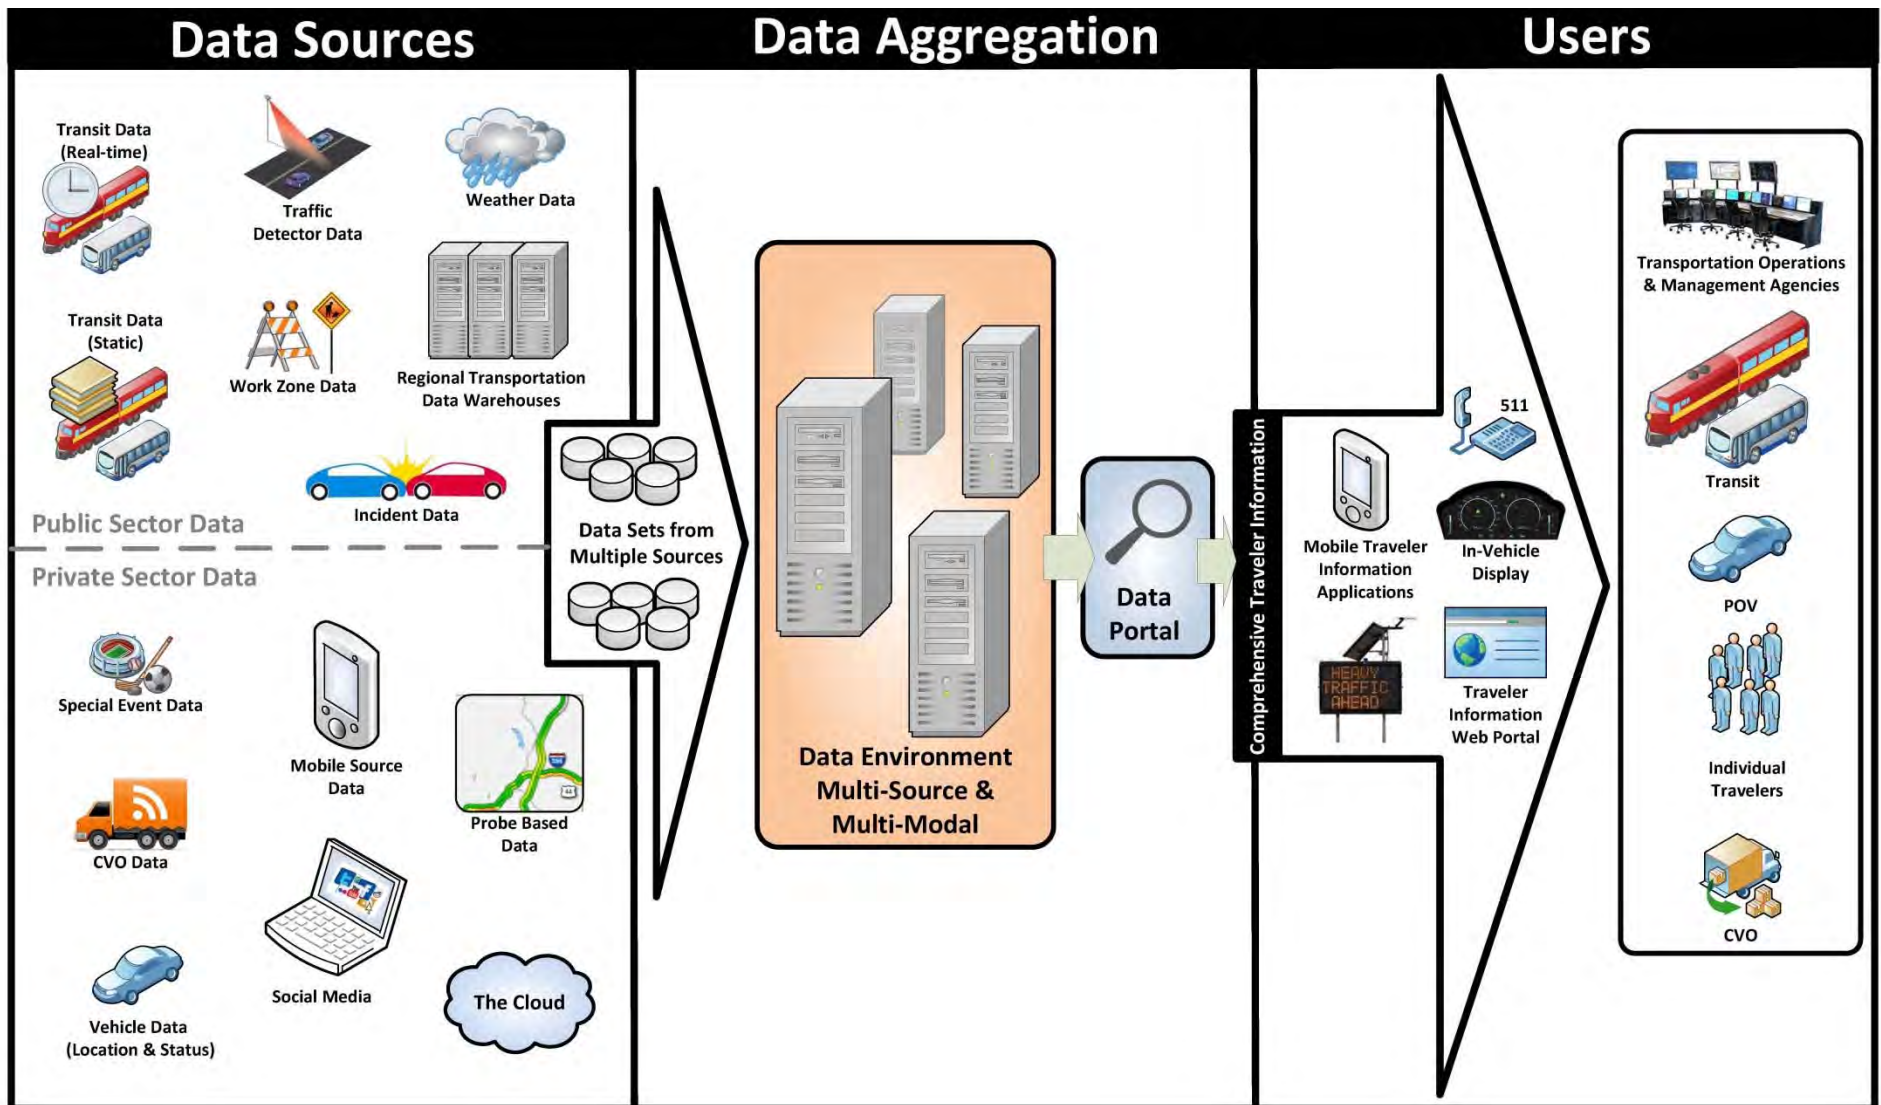 Data Sources
Data Aggregation
Users
Transit Data
(Real-time)
Traffic
Detector Data
Weather Data
Transit Data
(Static)
Work Zone Data
Regional Transportation
Data Warehouses
Incident Data
Public Sector Data
Private Sector Data
Special Event Data
Mobile Source
Data
Probe Based
Data
CVO Data
Social Media
The Cloud
Vehicle Data
(Location & Status)
Data Sets from
Multiple Sources
Data Environment
Multi-Source &
Multi-Modal
Data
Portal
Comprehensive Traveler Information
511
Mobile Traveler
Information
Applications
In-Vehicle
Display
HEAVY
TRAFFIC
AHEAD
Traveler
Information
Web Portal
Transportation Operations
& Management Agencies
Transit
POV
Individual
Travelers
CVO